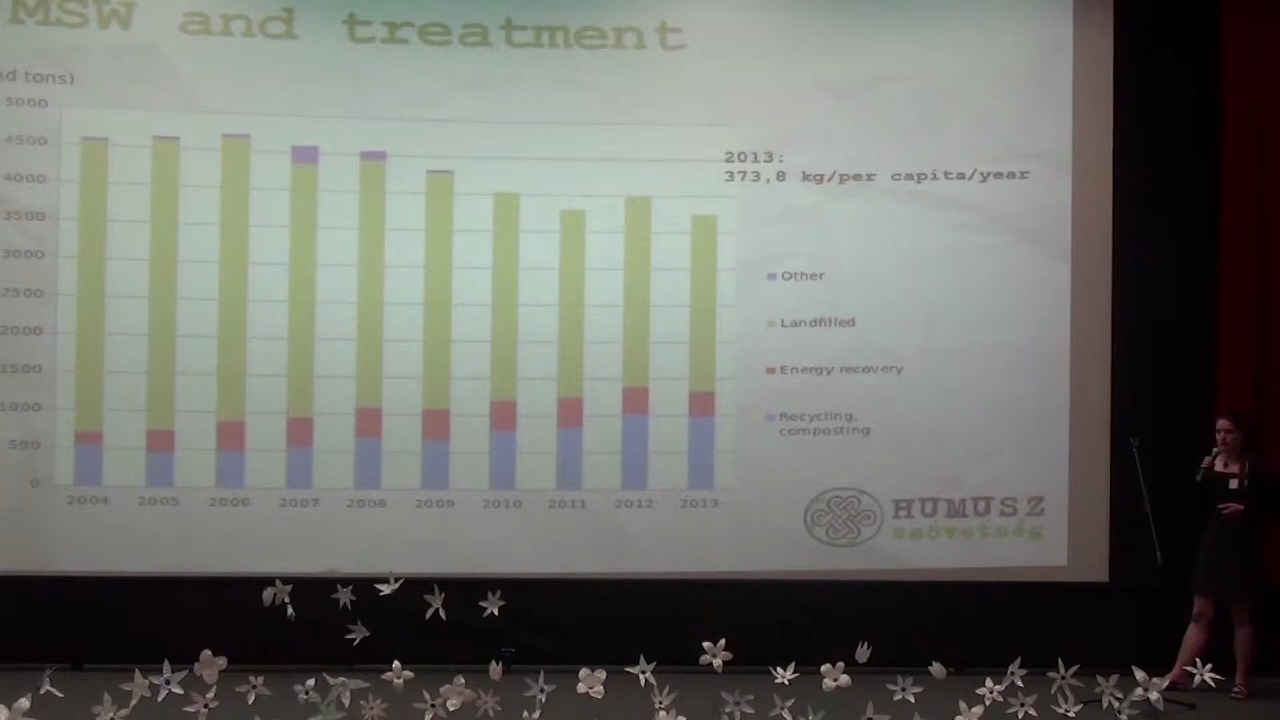 MSW and treatment
nd tons)
5000
4500
4000
3500
3000
2500
2000
1500
1000
500
0
2004 2005 2006 2007 2008 2009 2010 2011 2012 2013
2013:
373,8 kg/per capita/year
Other
Landfilled
Energy recovery
Recycling,
composting
HUMUSZ
szövetség